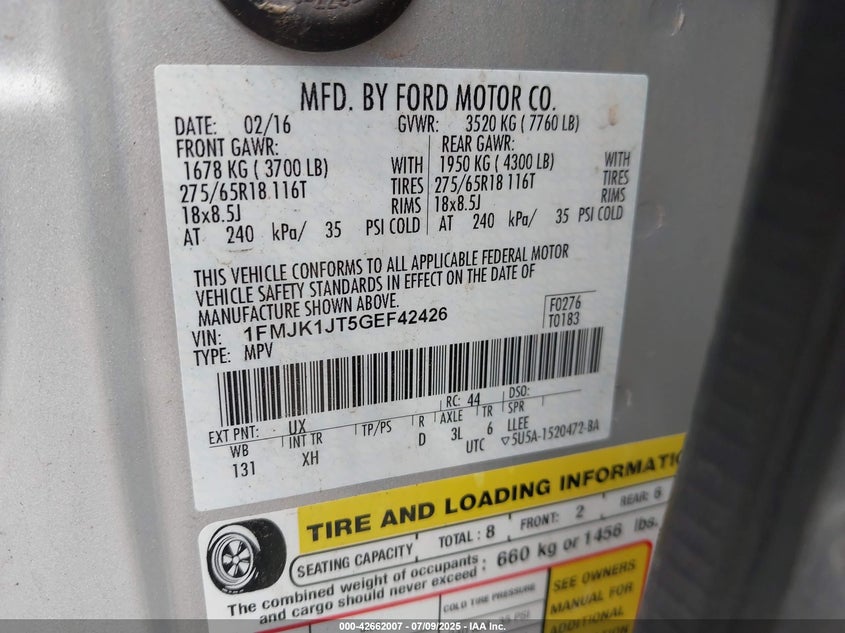 MFD. BY FORD MOTOR CO.
DATE: 02/16 GVWR: 3520 KG ( 7760 LB)
FRONT GAWR: REAR GAWR:
1678 KG ( 3700 LB) WITH 1950 KG ( 4300 LB) WITH
275/65R18 116T TIRES 275/65R18 116T TIRES
18x8.5J RIMS 18x8.5J RIMS
AT 240 kPa/ 35 PSI COLD AT 240 kPa/ 35 PSI COLD
THIS VEHICLE CONFORMS TO ALL APPLICABLE FEDERAL MOTOR
VEHICLE SAFETY STANDARDS IN EFFECT ON THE DATE OF
MANUFACTURE SHOWN ABOVE.
VIN: 1FMJK1JT5GEF42426 F0276
TYPE: MPV T0183
EXT PNT: UX RC: 44 DSO:
WB INT TR TP/PS R AXLE TR SPR
131 XH D 3L 6 LLEE
UTC ▽5U5A-1520472-BA
TIRE AND LOADING INFORMATIO
SEATING CAPACITY TOTAL : 8 FRONT: 2 REAR: 6
The combined weight of occupants : 660 kg or 1456 lbs.
and cargo should never exceed
COLD TIRE PRESSURE SEE OWNERS
PSI MANUAL FOR
ADDITIONAL
000-42662007 - 07/09/2025 - IAA Inc.